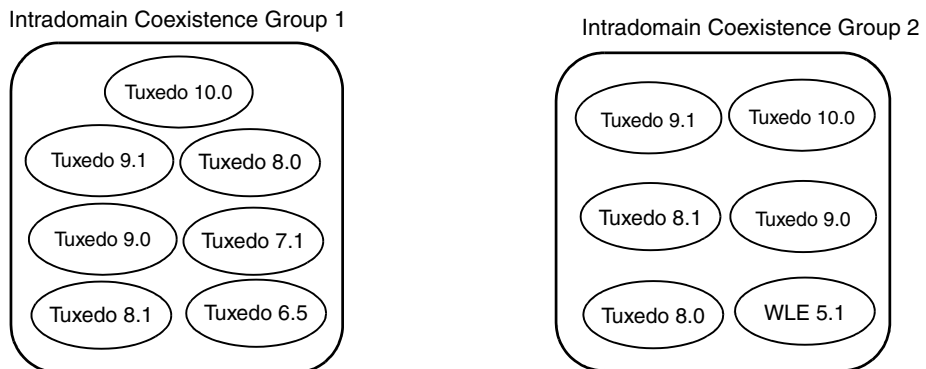 Intradomain Coexistence Group 1
Tuxedo 10.0
Tuxedo 9.1
Tuxedo 8.0
Tuxedo 9.0
Tuxedo 7.1
Tuxedo 8.1
Tuxedo 6.5
Intradomain Coexistence Group 2
Tuxedo 9.1
Tuxedo 10.0
Tuxedo 8.1
Tuxedo 9.0
Tuxedo 8.0
WLE 5.1